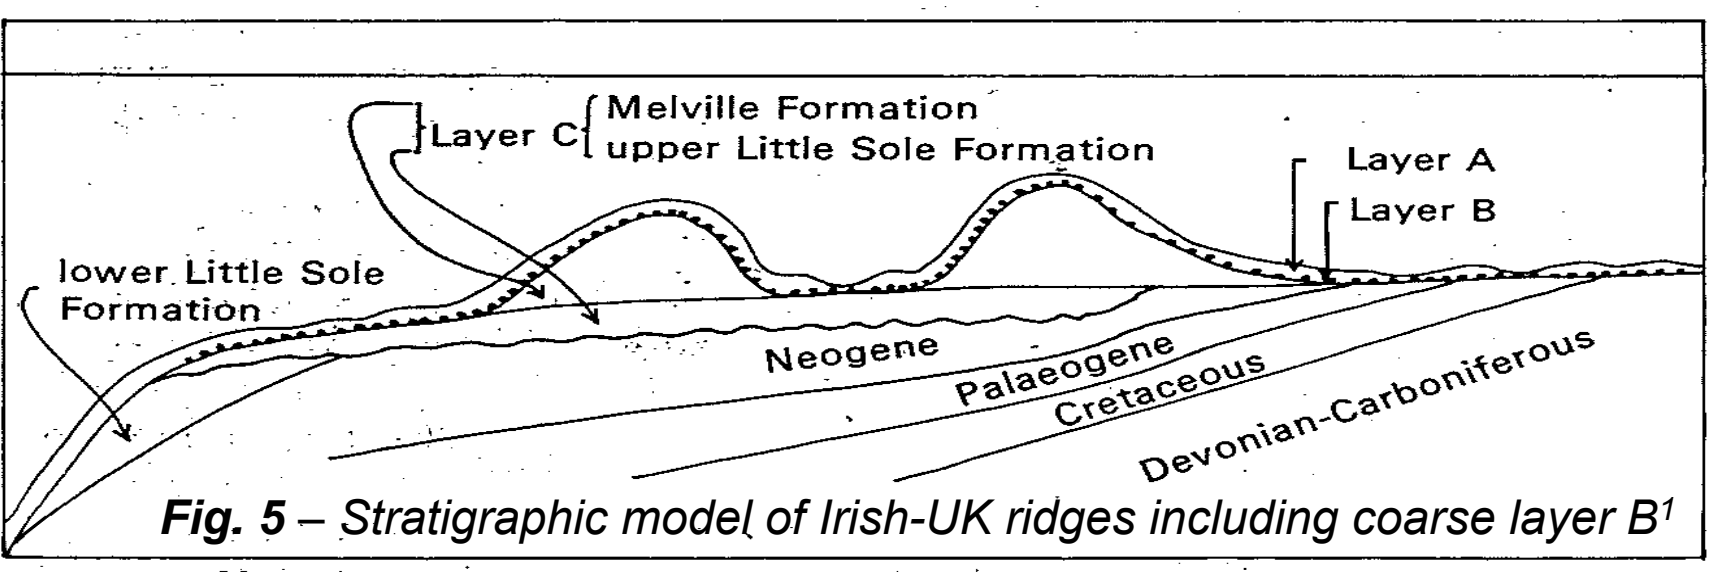 Melville Formation
Layer C
upper Little Sole Formation
Layer A
Layer B
lower Little Sole
Formation
Neogene
Palaeogene
Cretaceous
Devonian-Carboniferous
Fig. 5 – Stratigraphic model of Irish-UK ridges including coarse layer B¹